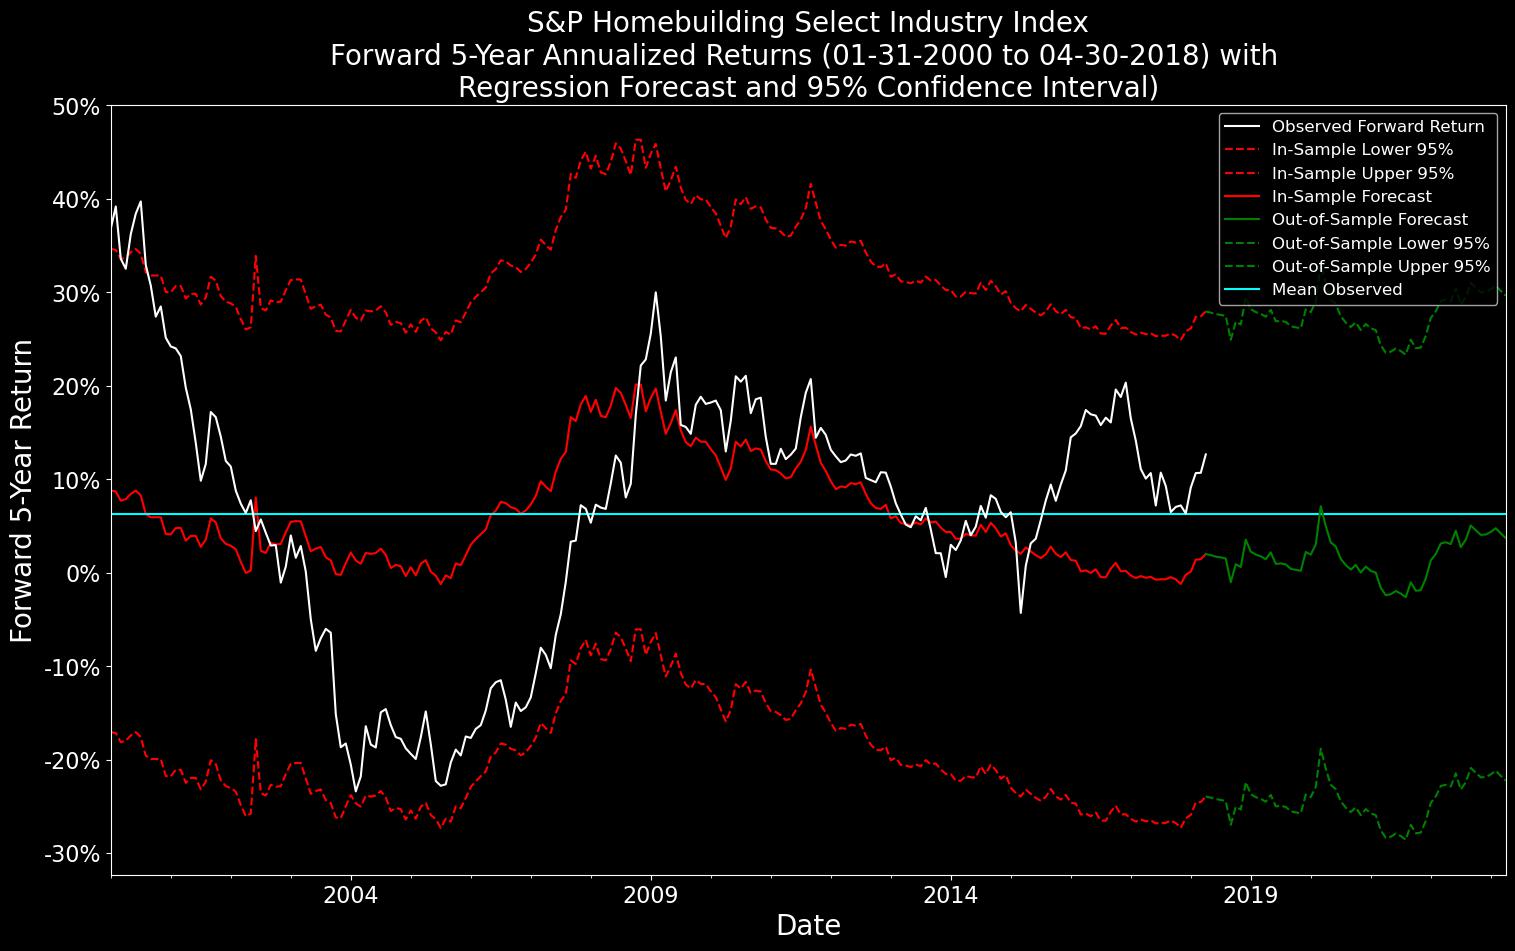 S&P Homebuilding Select Industry Index
Forward 5-Year Annualized Returns (01-31-2000 to 04-30-2018) with
Regression Forecast and 95% Confidence Interval)
50%
40%
30%
20%
10%
0%
-10%
-20%
-30%
Forward 5-Year Return
Observed Forward Return
In-Sample Lower 95%
In-Sample Upper 95%
In-Sample Forecast
Out-of-Sample Forecast
Out-of-Sample Lower 95%
Out-of-Sample Upper 95%
Mean Observed
2004
2009
2014
2019
Date